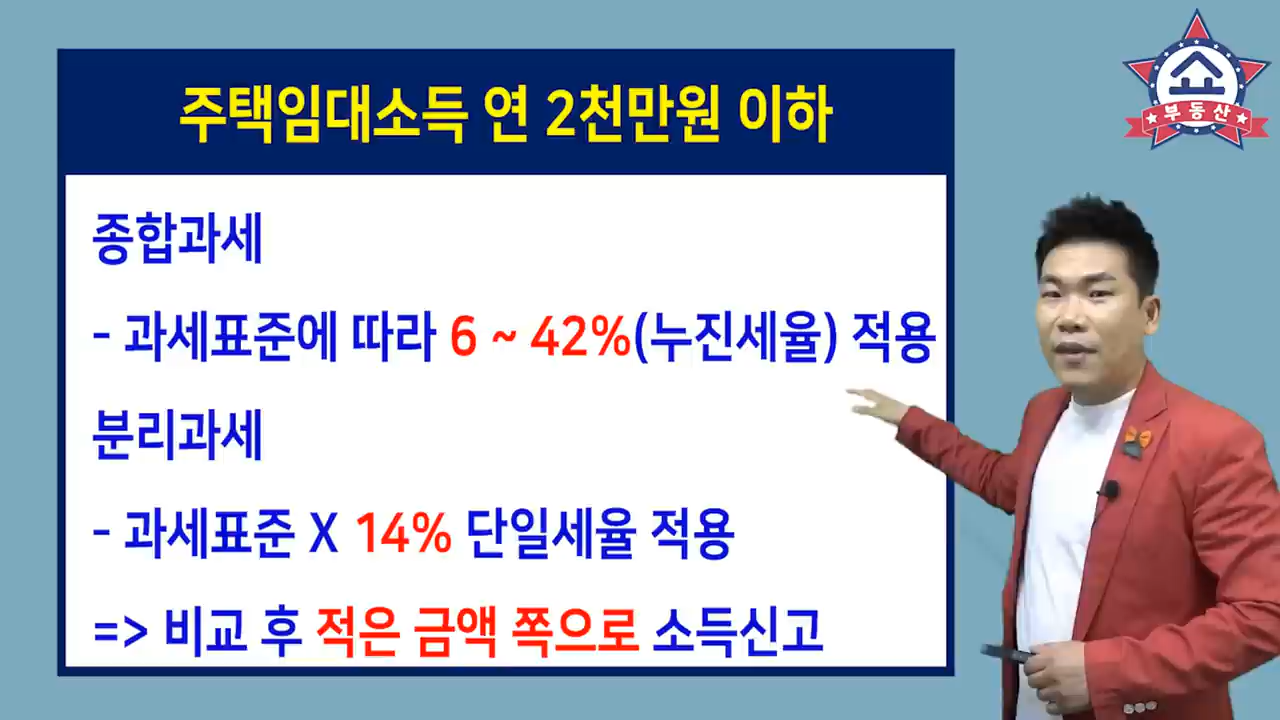 주택임대소득 연 2천만원 이하
부동산
종합과세
- 과세표준에 따라 6 ~ 42%(누진세율) 적용
분리과세
- 과세표준 X 14% 단일세율 적용
=> 비교 후 적은 금액 쪽으로 소득신고